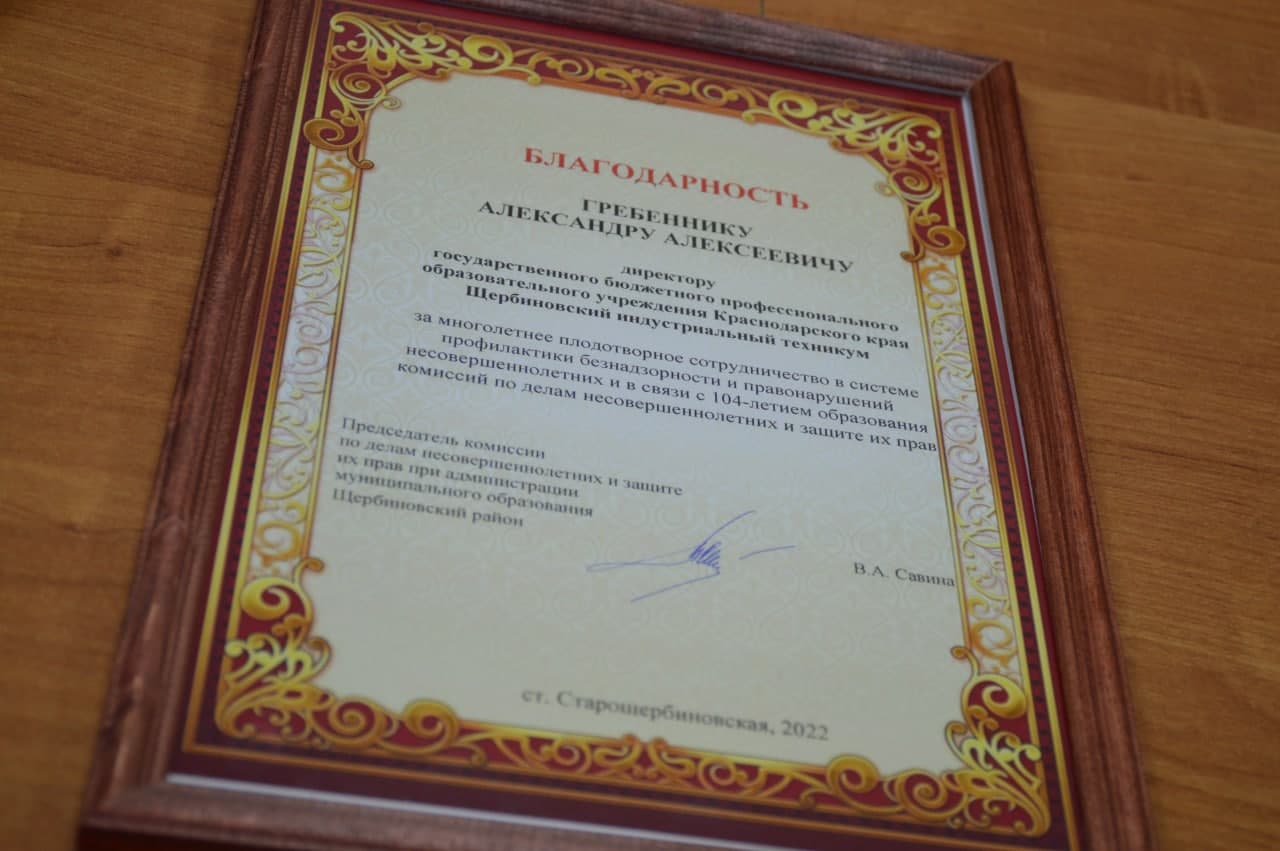 БЛАГОДАРНОСТЬ
ГРЕБЕННИКУ
АЛЕКСАНДРУ АЛЕКСЕЕВИЧУ
директору
государственного бюджетного профессионального
образовательного учреждения Краснодарского края
Щербиновский индустриальный техникум
за многолетнее плодотворное сотрудничество в системе
профилактики безнадзорности и правонарушений
несовершеннолетних и в связи с 104-летием образования
комиссий по делам несовершеннолетних и защите их прав
Председатель комиссии
по делам несовершеннолетних и защите
их прав при администрации
муниципального образования
Щербиновский район
В.А. Савина
ст. Старощербиновская, 2022